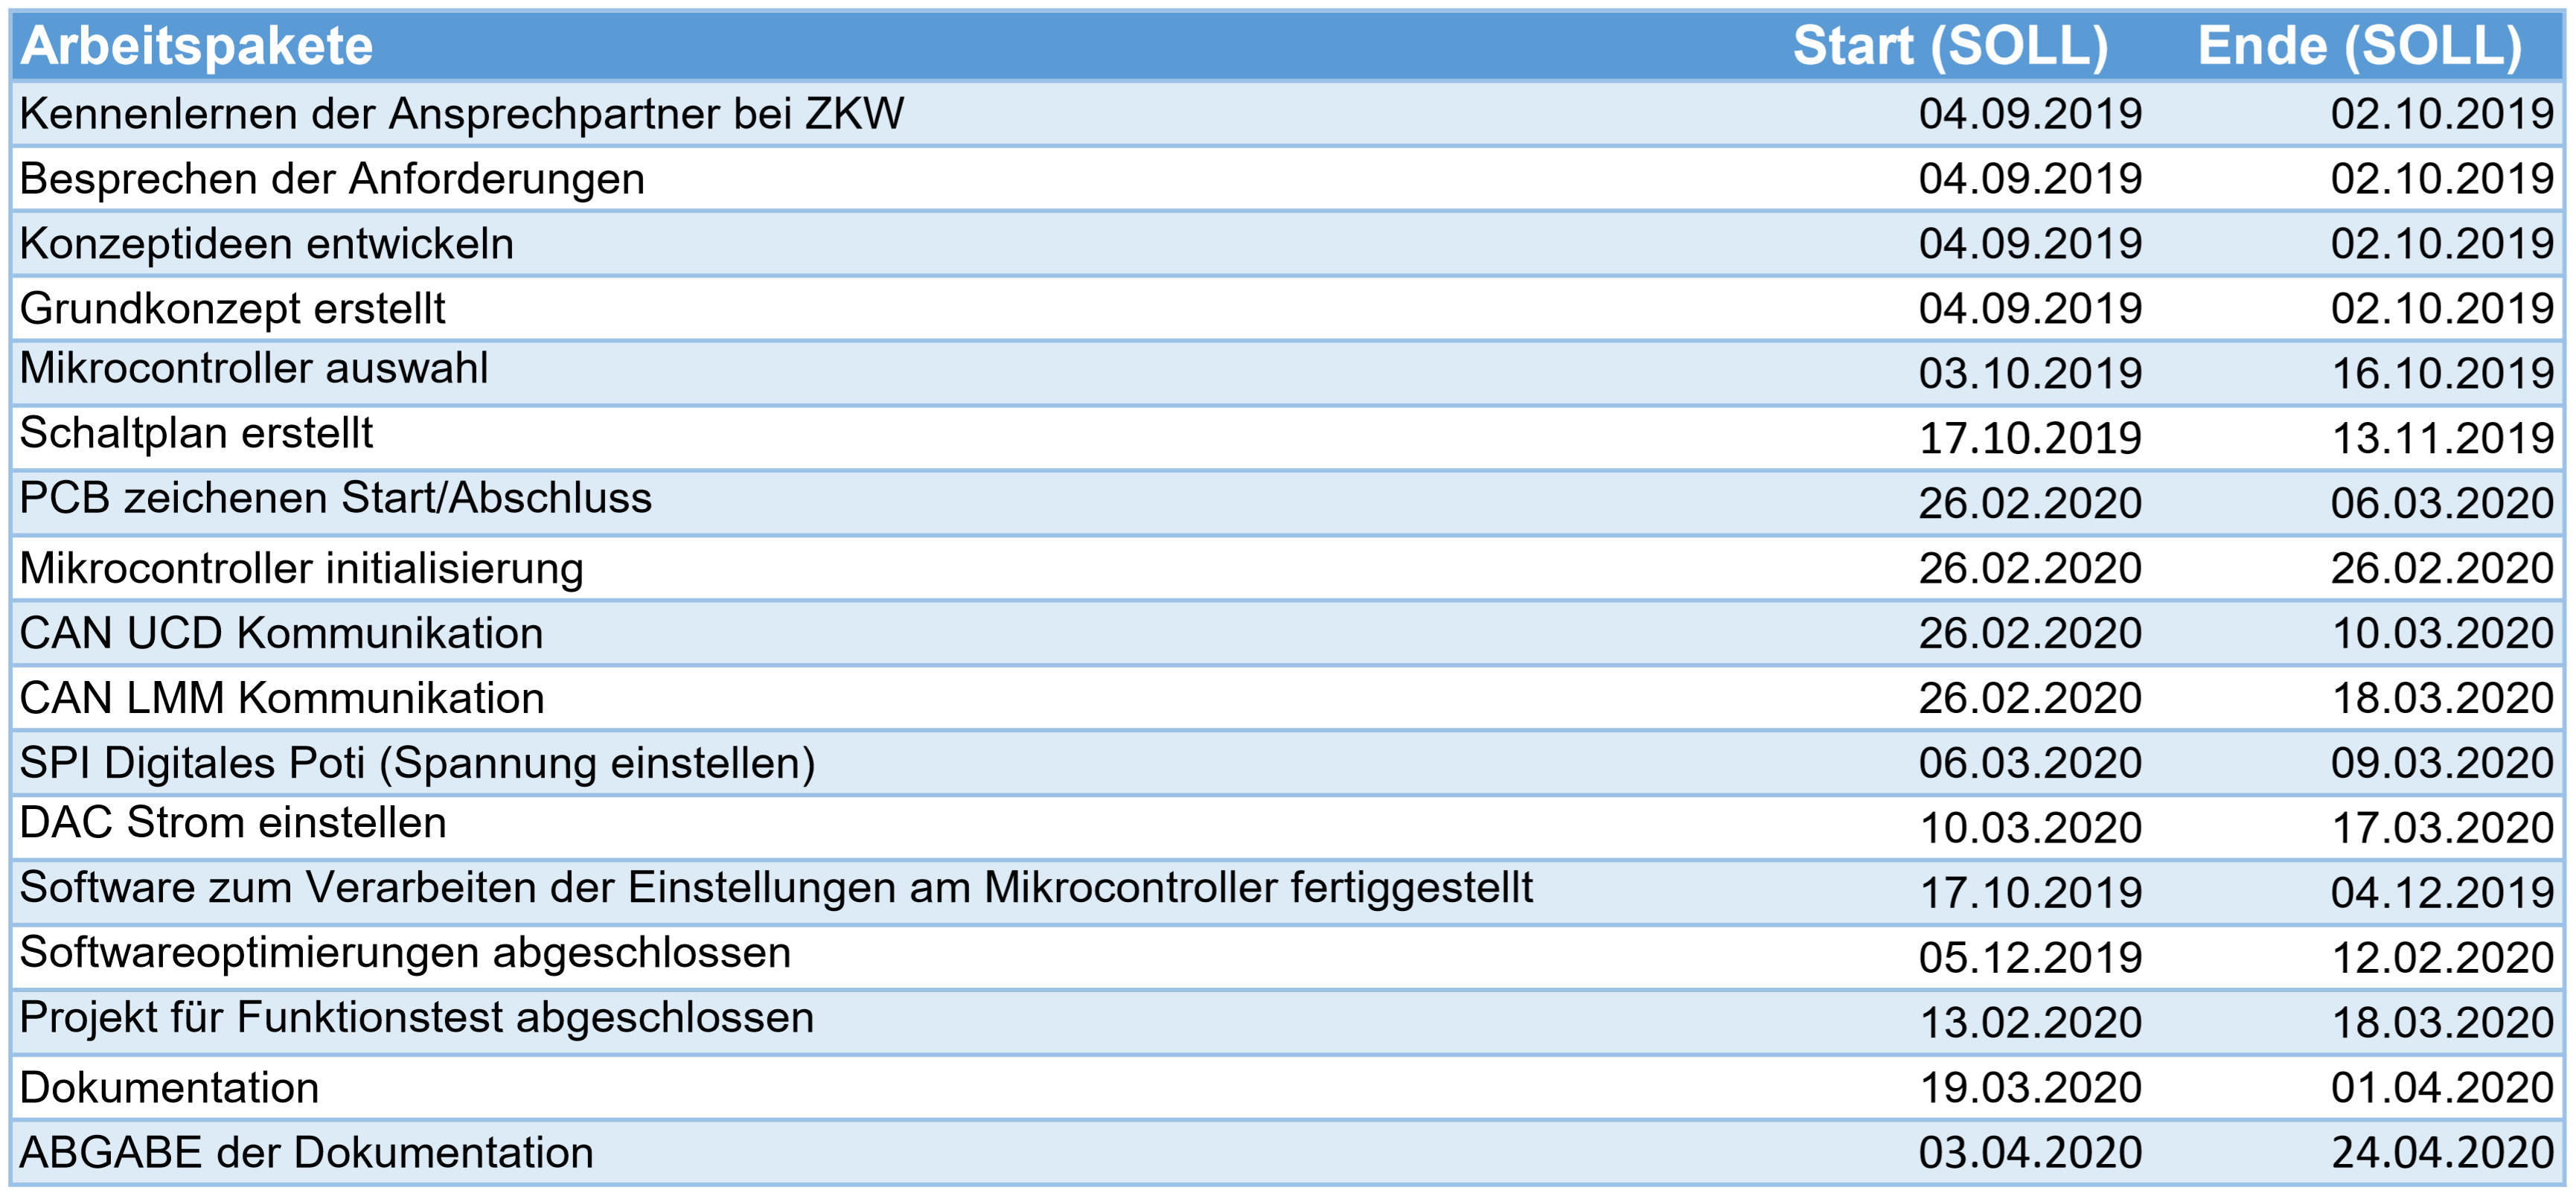 Arbeitspakete Start (SOLL) Ende (SOLL)
Kennenlernen der Ansprechpartner bei ZKW 04.09.2019 02.10.2019
Besprechen der Anforderungen 04.09.2019 02.10.2019
Konzeptideen entwickeln 04.09.2019 02.10.2019
Grundkonzept erstellt 04.09.2019 02.10.2019
Mikrocontroller auswahl 03.10.2019 16.10.2019
Schaltplan erstellt 17.10.2019 13.11.2019
PCB zeichenen Start/Abschluss 26.02.2020 06.03.2020
Mikrocontroller initialisierung 26.02.2020 26.02.2020
CAN UCD Kommunikation 26.02.2020 10.03.2020
CAN LMM Kommunikation 26.02.2020 18.03.2020
SPI Digitales Poti (Spannung einstellen) 06.03.2020 09.03.2020
DAC Strom einstellen 10.03.2020 17.03.2020
Software zum Verarbeiten der Einstellungen am Mikrocontroller fertiggestellt 17.10.2019 04.12.2019
Softwareoptimierungen abgeschlossen 05.12.2019 12.02.2020
Projekt für Funktionstest abgeschlossen 13.02.2020 18.03.2020
Dokumentation 19.03.2020 01.04.2020
ABGABE der Dokumentation 03.04.2020 24.04.2020